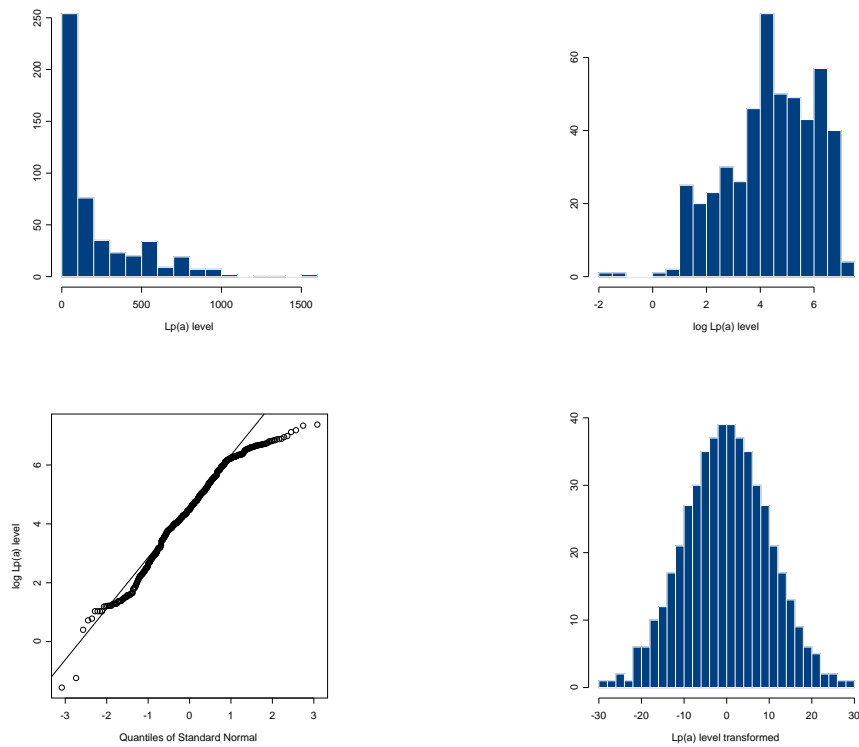 250
200
150
100
50
0
0 500 1000 1500
Lp(a) level
60
40
20
0
-2 0 2 4 6
log Lp(a) level
log Lp(a) level
6
4
2
0
-3 -2 -1 0 1 2 3
Quantiles of Standard Normal
40
30
20
10
0
-30 -20 -10 0 10 20 30
Lp(a) level transformed